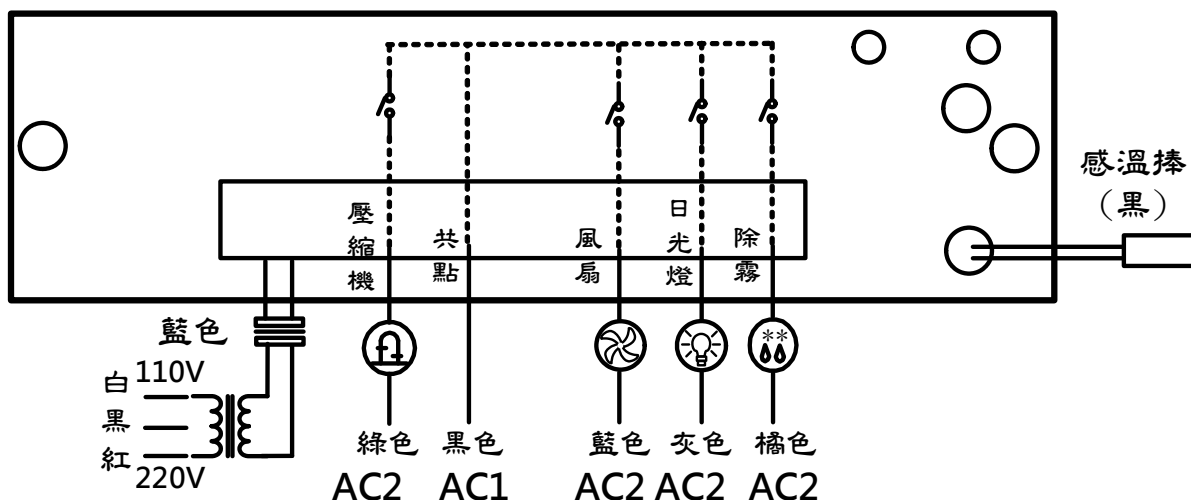 感溫捧
（黑）
壓縮機
共點
風扇
日光燈
除霧
藍色
白 110V
黑
紅 220V
綠色 黑色 藍色 灰色 橘色
AC2 AC1 AC2 AC2 AC2